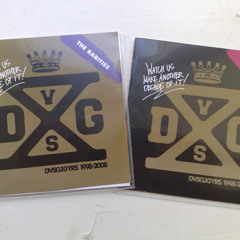 WATCH US
MAKE ANOTHER
DECADE OF IT!
THE RARITIES
D V G
S
DVSGJOYRS 1998-2008
WATCH US
MAKE ANOTHER
DECADE OF IT!
D V G
S
DVSGJOYRS 1998-2